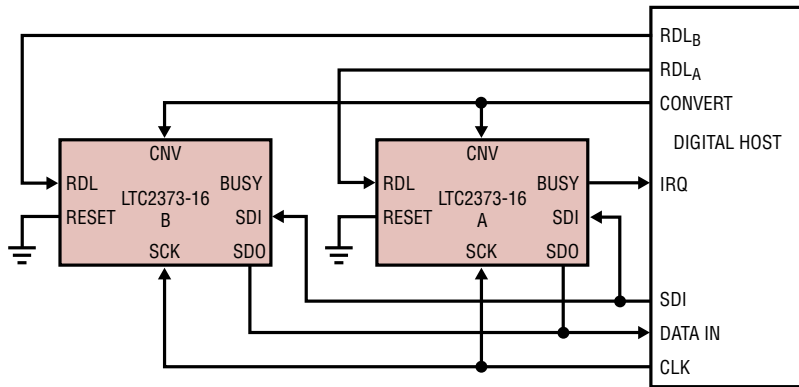 RDLB
RDLA
CONVERT
DIGITAL HOST
CNV
RDL
BUSY
LTC2373-16
B
RESET
SDI
SCK
SDO
CNV
RDL
BUSY
LTC2373-16
A
RESET
SDI
SCK
SDO
IRQ
SDI
DATA IN
CLK